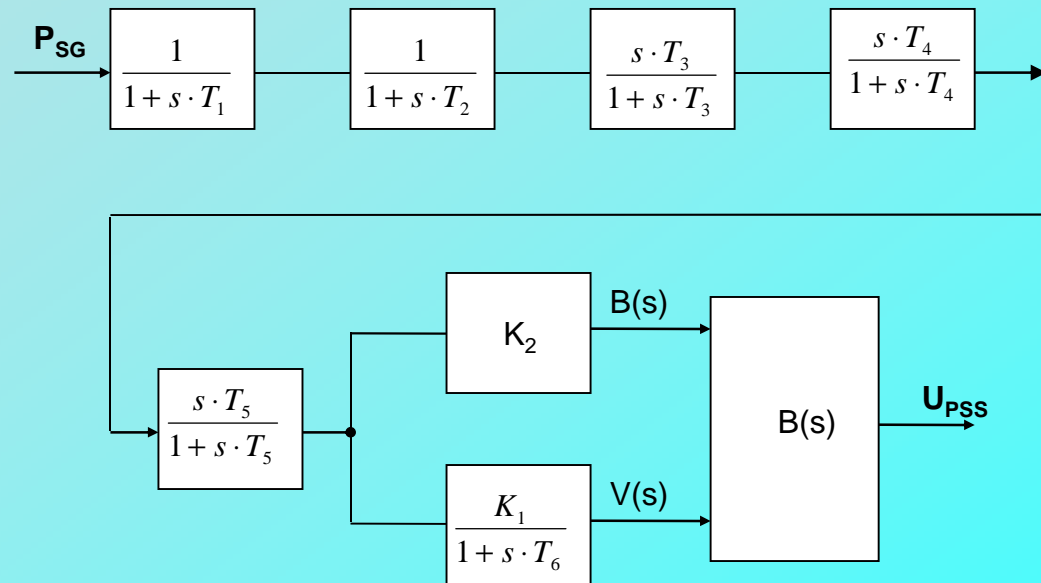 P_SG
1 / (1 + s · T_1)
1 / (1 + s · T_2)
s · T_3 / (1 + s · T_3)
s · T_4 / (1 + s · T_4)
s · T_5 / (1 + s · T_5)
K_2
B(s)
K_1 / (1 + s · T_6)
V(s)
B(s)
U_PSS